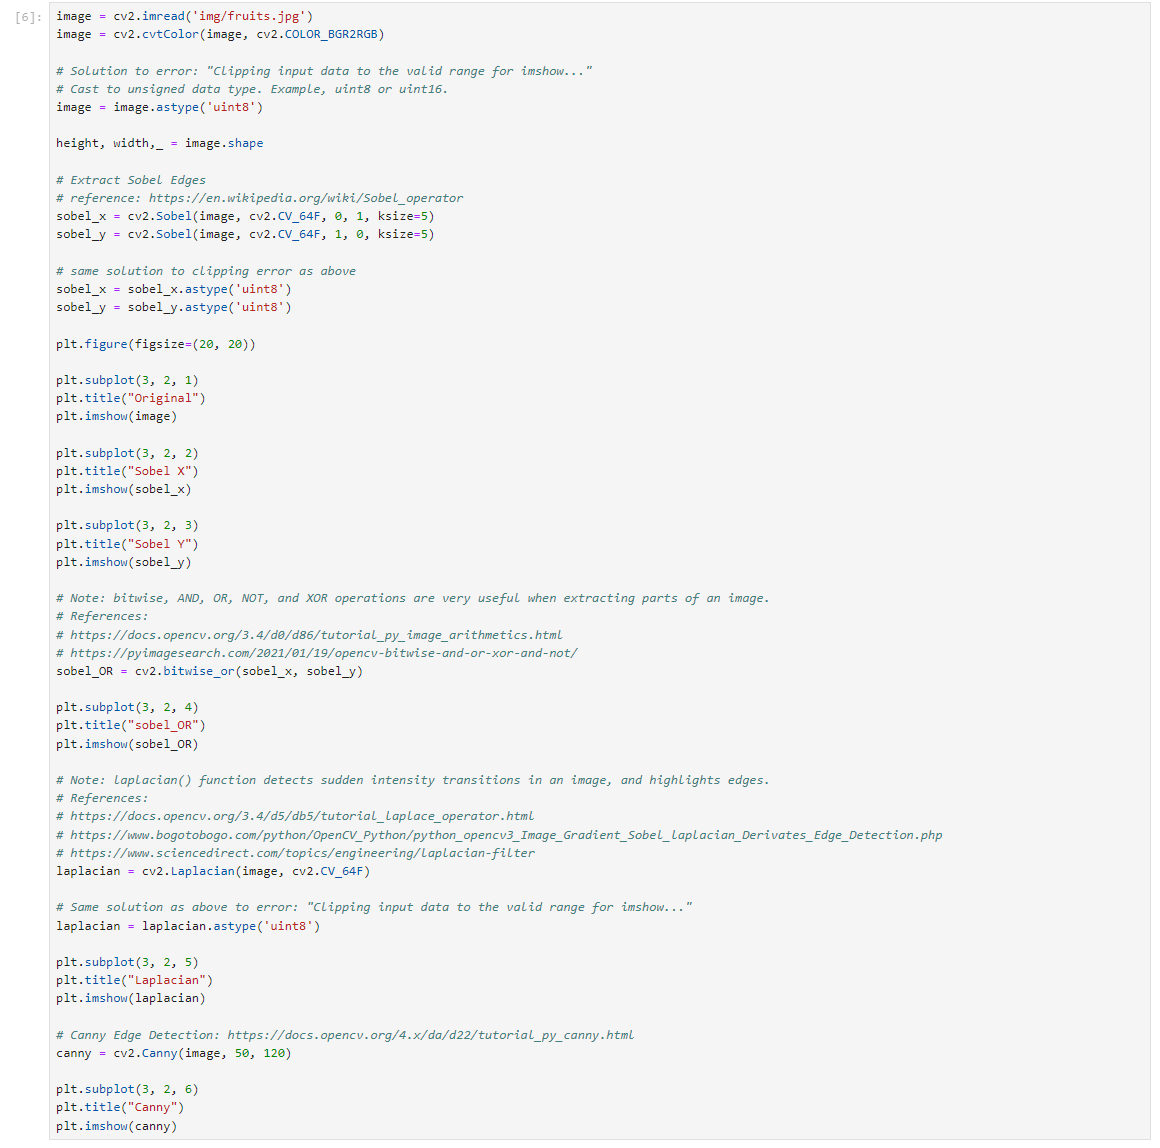 [6]: image = cv2.imread('img/fruits.jpg')
image = cv2.cvtColor(image, cv2.COLOR_BGR2RGB)
# Solution to error: "Clipping input data to the valid range for imshow..."
# Cast to unsigned data type. Example, uint8 or uint16.
image = image.astype('uint8')
height, width,_ = image.shape
# Extract Sobel Edges
# reference: https://en.wikipedia.org/wiki/Sobel_operator
sobel_x = cv2.Sobel(image, cv2.CV_64F, 0, 1, ksize=5)
sobel_y = cv2.Sobel(image, cv2.CV_64F, 1, 0, ksize=5)
# same solution to clipping error as above
sobel_x = sobel_x.astype('uint8')
sobel_y = sobel_y.astype('uint8')
plt.figure(figsize=(20, 20))
plt.subplot(3, 2, 1)
plt.title("Original")
plt.imshow(image)
plt.subplot(3, 2, 2)
plt.title("Sobel X")
plt.imshow(sobel_x)
plt.subplot(3, 2, 3)
plt.title("Sobel Y")
plt.imshow(sobel_y)
# Note: bitwise, AND, OR, NOT, and XOR operations are very useful when extracting parts of an image.
# References:
# https://docs.opencv.org/3.4/d0/d86/tutorial_py_image_arithmetics.html
# https://pyimagesearch.com/2021/01/19/opencv-bitwise-and-or-xor-and-not/
sobel_OR = cv2.bitwise_or(sobel_x, sobel_y)
plt.subplot(3, 2, 4)
plt.title("sobel_OR")
plt.imshow(sobel_OR)
# Note: laplacian() function detects sudden intensity transitions in an image, and highlights edges.
# References:
# https://docs.opencv.org/3.4/d5/db5/tutorial_laplace_operator.html
# https://www.bogotobogo.com/python/OpenCV_Python/python_opencv3_Image_Gradient_Sobel_laplacian_Derivates_Edge_Detection.php
# https://www.sciencedirect.com/topics/engineering/laplacian-filter
laplacian = cv2.Laplacian(image, cv2.CV_64F)
# Same solution as above to error: "Clipping input data to the valid range for imshow..."
laplacian = laplacian.astype('uint8')
plt.subplot(3, 2, 5)
plt.title("Laplacian")
plt.imshow(laplacian)
# Canny Edge Detection: https://docs.opencv.org/4.x/da/d22/tutorial_py_canny.html
canny = cv2.Canny(image, 50, 120)
plt.subplot(3, 2, 6)
plt.title("Canny")
plt.imshow(canny)